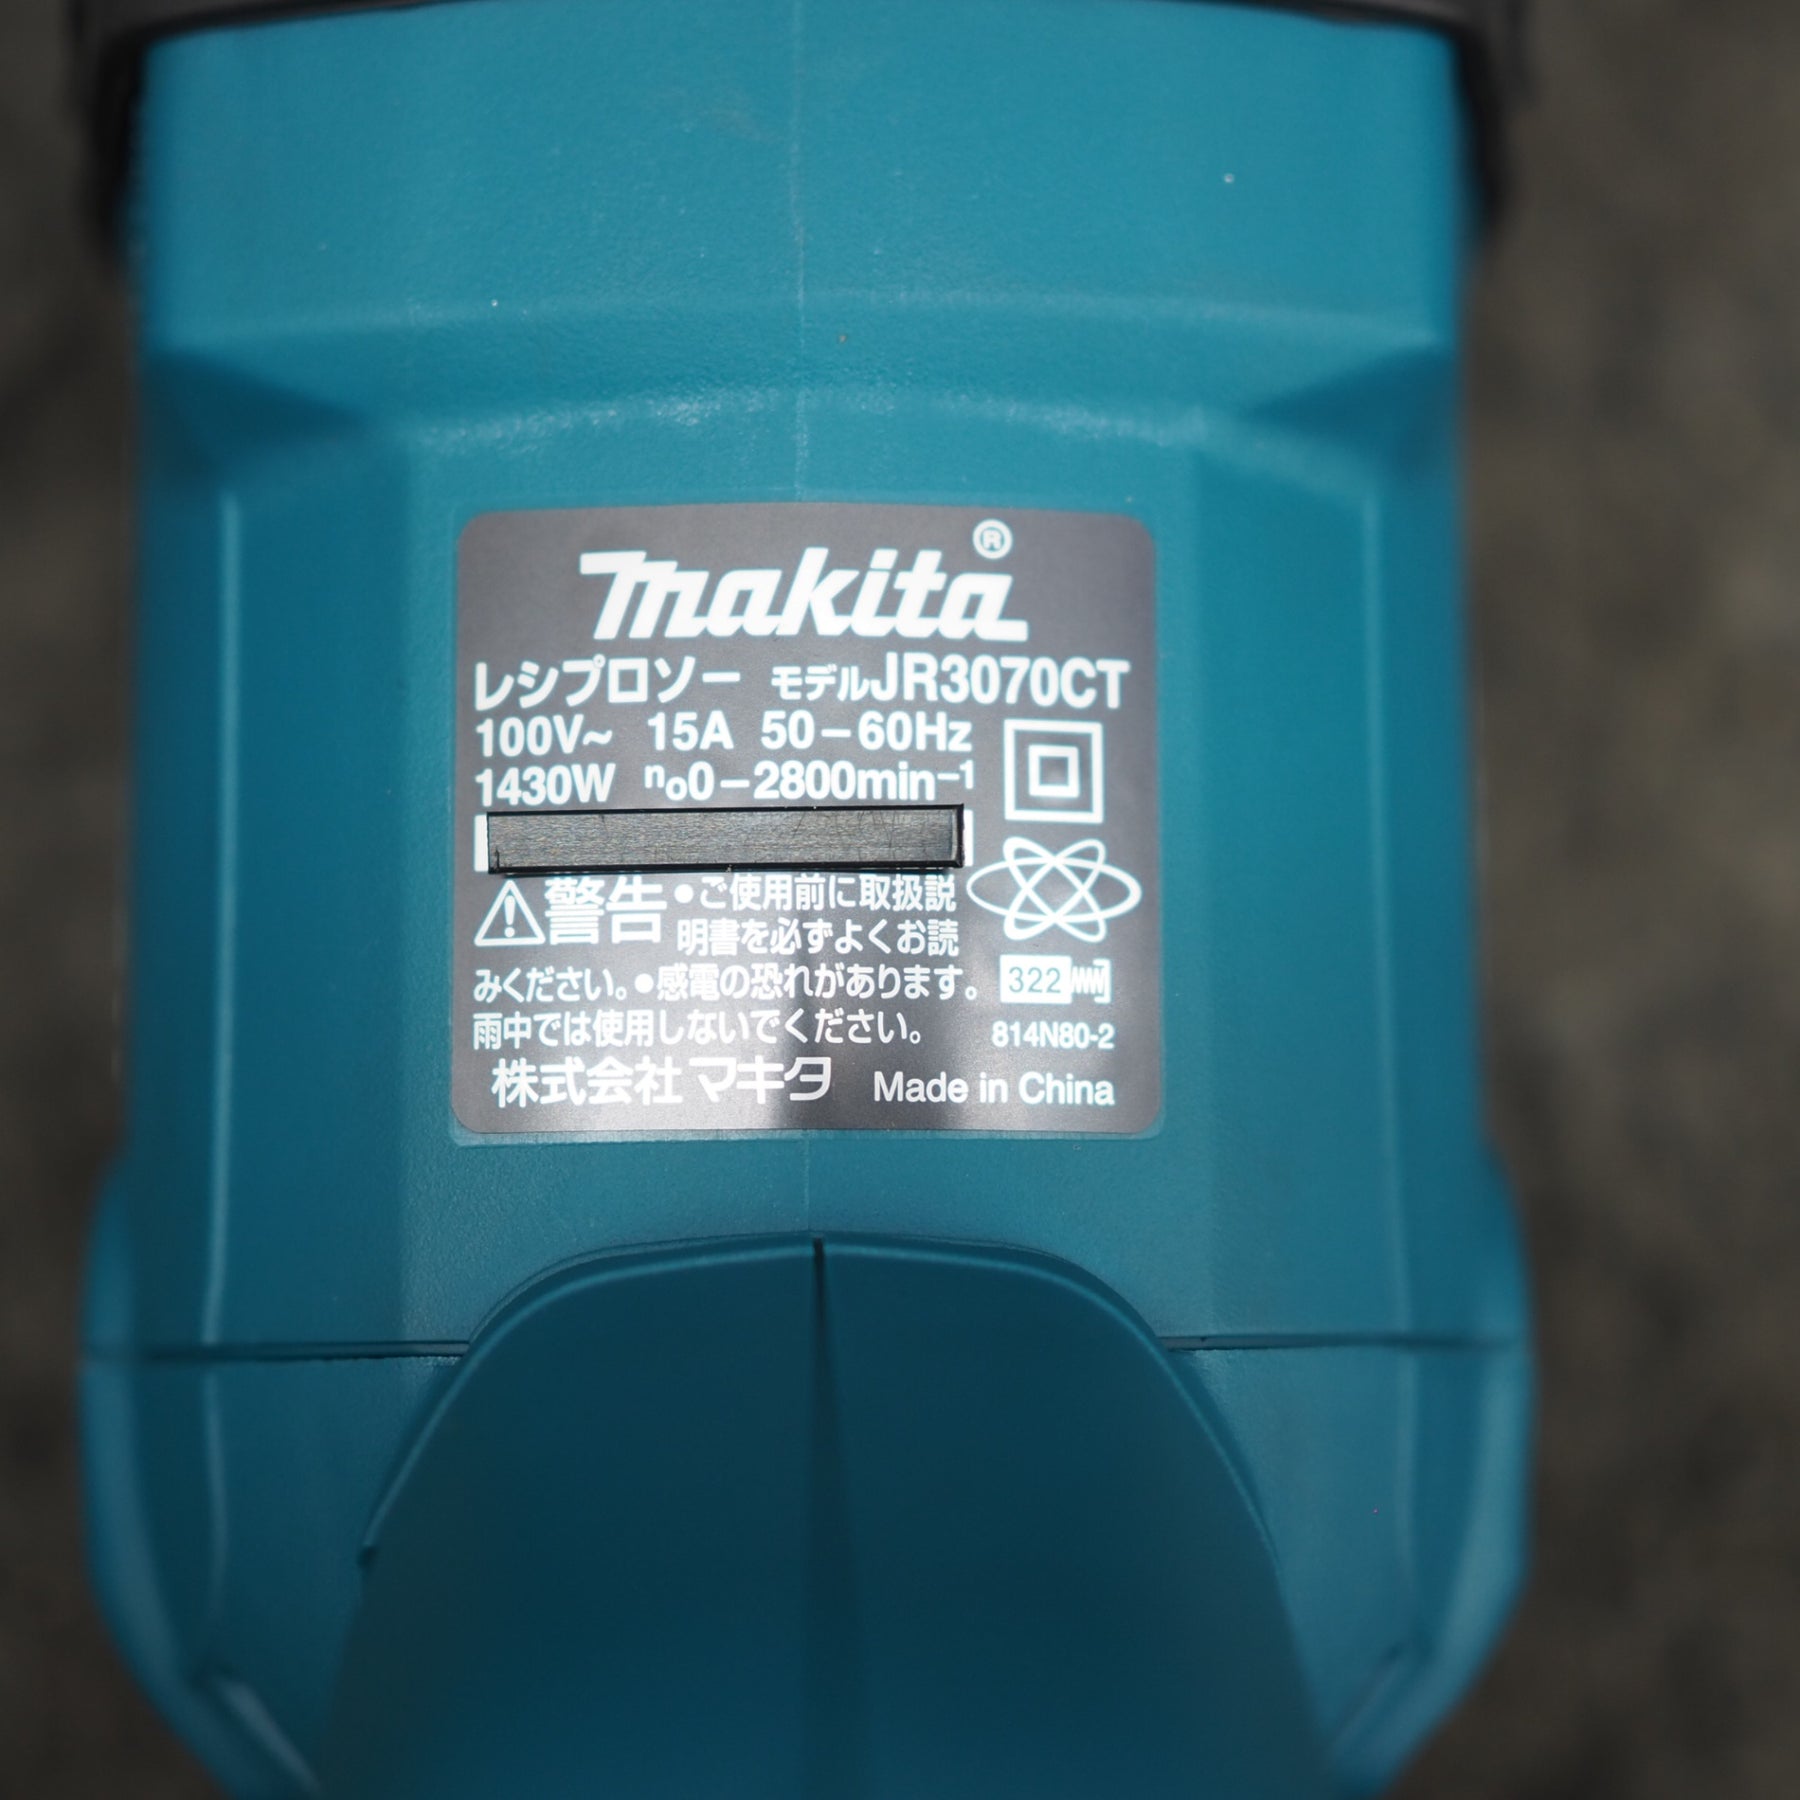 makita®
レシプロソー モデルJR3070CT
100V~ 15A 50-60Hz
1430W n₀0-2800min⁻¹
警告 ●ご使用前に取扱説
明書を必ずよくお読
みください。●感電の恐れがあります。
雨中では使用しないでください。
322
814N80-2
株式会社マキタ Made in China